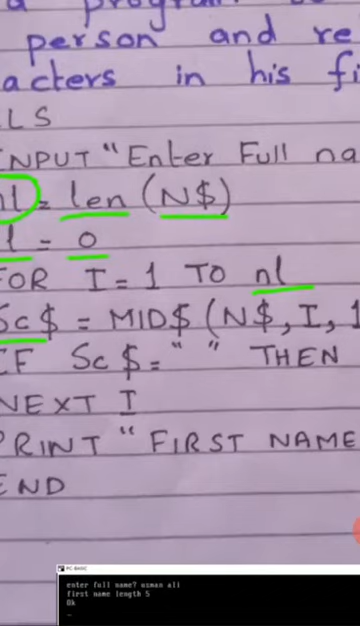 a program
person and re
acters in his fi
LS
INPUT "Enter Full na
nl = len (N$)
l = 0
FOR I=1 TO nl
Sc$ = MID$ (N$, I, 1
IF Sc$=" " THEN
NEXT I
PRINT "FIRST NAME
END
PC-BASIC
enter full name? usman ali
first name length 5
Ok